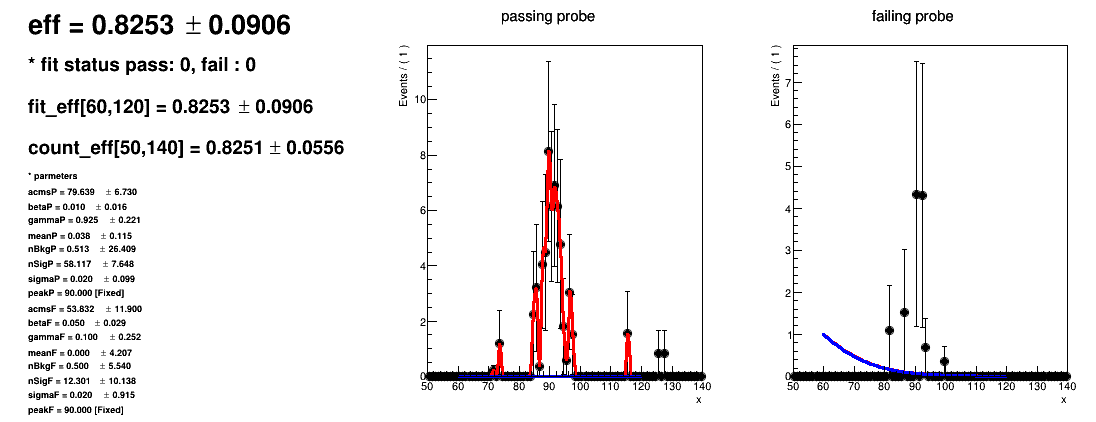 eff = 0.8253 ± 0.0906
* fit status pass: 0, fail : 0
fit_eff[60,120] = 0.8253 ± 0.0906
count_eff[50,140] = 0.8251 ± 0.0556
* parmeters
acmsP = 79.639 ± 6.730
betaP = 0.010 ± 0.016
gammaP = 0.925 ± 0.221
meanP = 0.038 ± 0.115
nBkgP = 0.513 ± 26.409
nSigP = 58.117 ± 7.648
sigmaP = 0.020 ± 0.099
peakP = 90.000 [Fixed]
acmsF = 53.832 ± 11.900
betaF = 0.050 ± 0.029
gammaF = 0.100 ± 0.252
meanF = 0.000 ± 4.207
nBkgF = 0.500 ± 5.540
nSigF = 12.301 ± 10.138
sigmaF = 0.020 ± 0.915
peakF = 90.000 [Fixed]
passing probe
Events / ( 1 )
10
8
6
4
2
0
50 60 70 80 90 100 110 120 130 140
x
failing probe
Events / ( 1 )
7
6
5
4
3
2
1
0
50 60 70 80 90 100 110 120 130 140
x